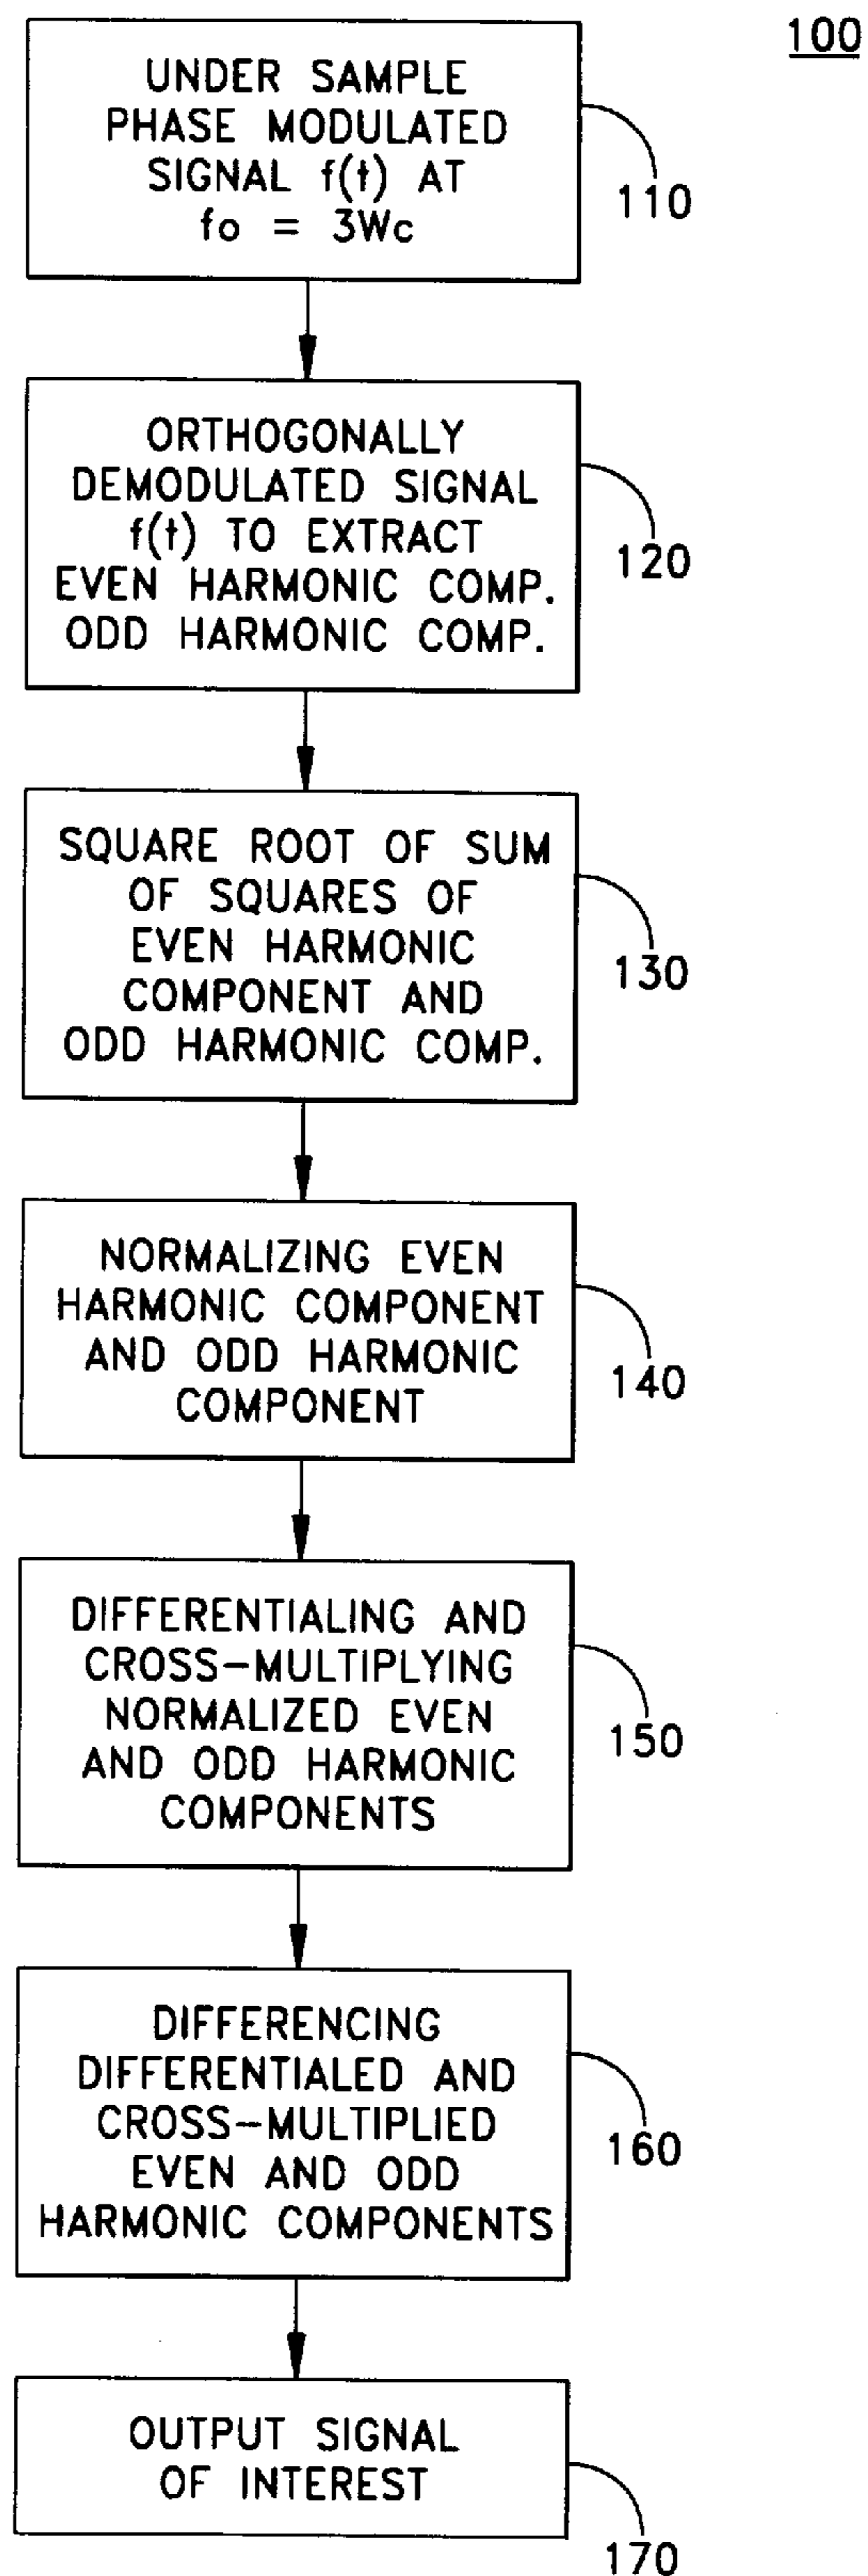 100
UNDER SAMPLE
PHASE MODULATED
SIGNAL f(t) AT
fo = 3Wc
110
ORTHOGONALLY
DEMODULATED SIGNAL
f(t) TO EXTRACT
EVEN HARMONIC COMP.
ODD HARMONIC COMP.
120
SQUARE ROOT OF SUM
OF SQUARES OF
EVEN HARMONIC
COMPONENT AND
ODD HARMONIC COMP.
130
NORMALIZING EVEN
HARMONIC COMPONENT
AND ODD HARMONIC
COMPONENT
140
DIFFERENTIALING AND
CROSS-MULTIPLYING
NORMALIZED EVEN
AND ODD HARMONIC
COMPONENTS
150
DIFFERENCING
DIFFERENTIALED AND
CROSS-MULTIPLIED
EVEN AND ODD
HARMONIC COMPONENTS
160
OUTPUT SIGNAL
OF INTEREST
170